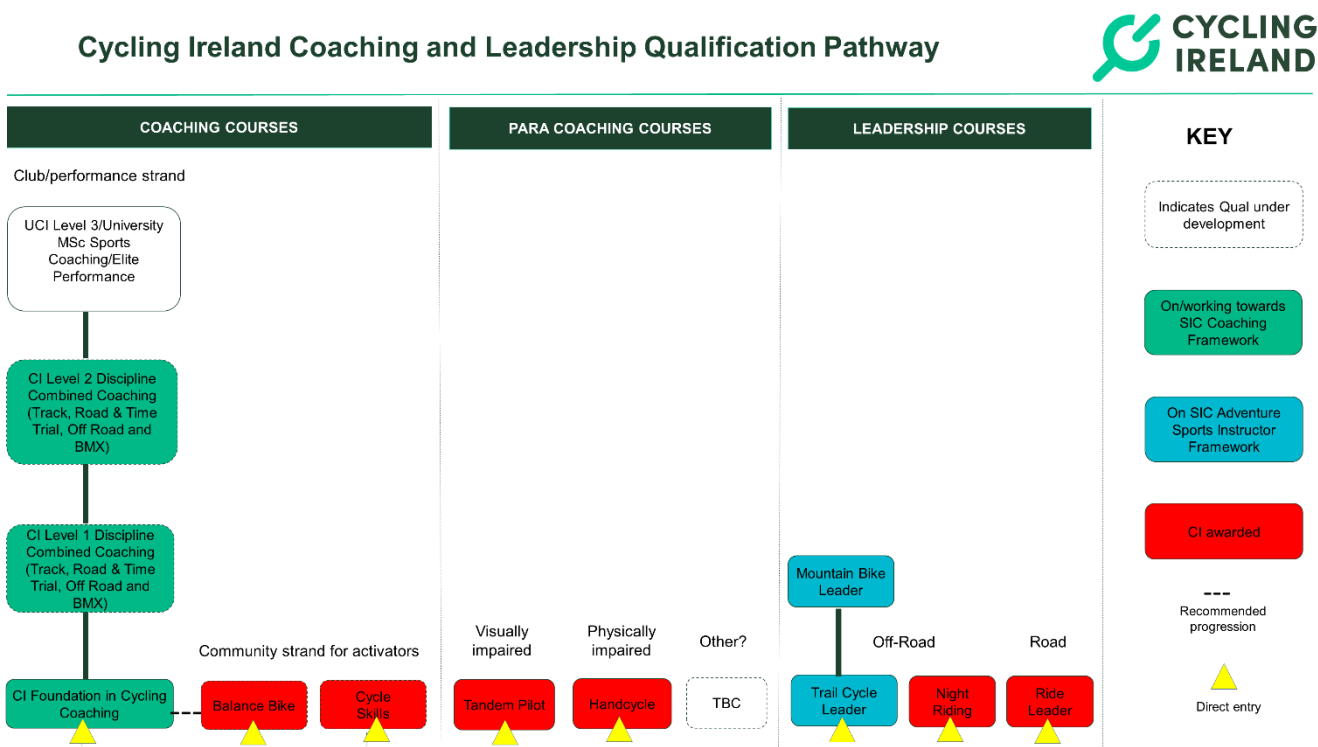 Cycling Ireland Coaching and Leadership Qualification Pathway
CYCLING
IRELAND
COACHING COURSES
PARA COACHING COURSES
LEADERSHIP COURSES
KEY
Club/performance strand
UCI Level 3/University
MSc Sports
Coaching/Elite
Performance
CI Level 2 Discipline
Combined Coaching
(Track, Road & Time
Trial, Off Road and
BMX)
CI Level 1 Discipline
Combined Coaching
(Track, Road & Time
Trial, Off Road and
BMX)
Community strand for activators
CI Foundation in Cycling
Coaching
Balance Bike
Cycle
Skills
Visually
impaired
Physically
impaired
Other?
Tandem Pilot
Handcycle
TBC
Mountain Bike
Leader
Off-Road
Road
Trail Cycle
Leader
Night
Riding
Ride
Leader
Indicates Qual under
development
On/working towards
SIC Coaching
Framework
On SIC Adventure
Sports Instructor
Framework
CI awarded
Recommended
progression
Direct entry